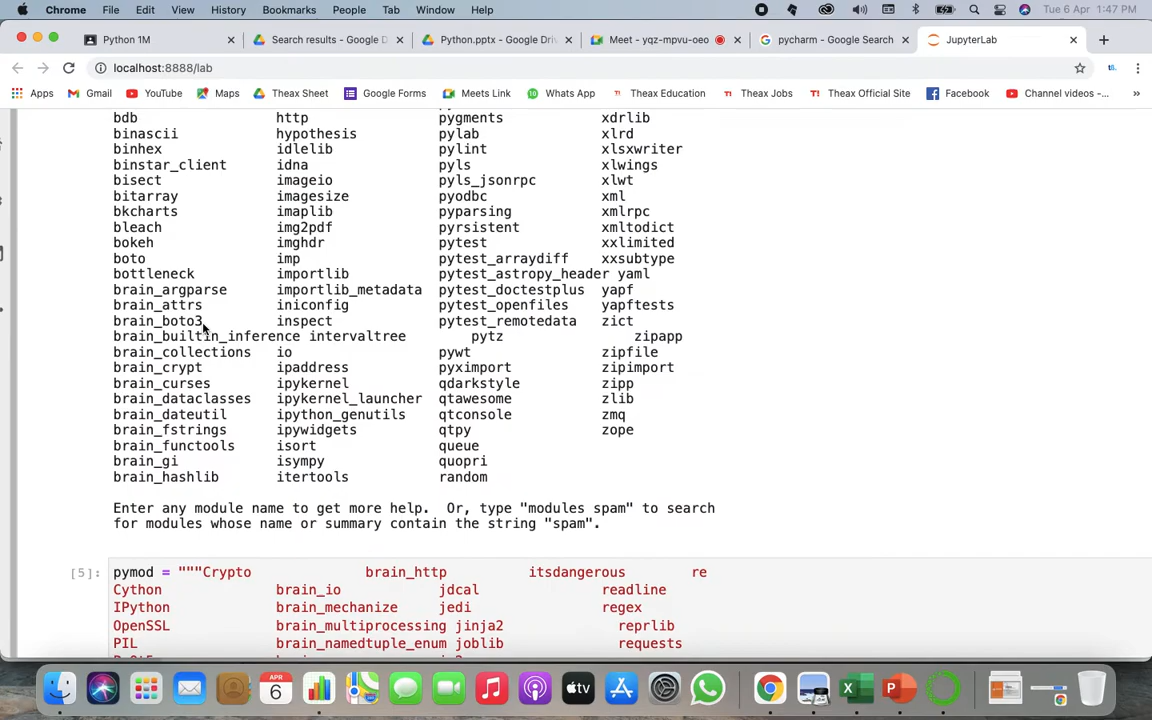 Chrome File Edit View History Bookmarks People Tab Window Help Tue 6 Apr 1:47 PM
Python 1M Search results - Google D Python.pptx - Google Driv Meet - yqz-mpvu-oeo pycharm - Google Search JupyterLab
localhost:8888/lab
Apps Gmail YouTube Maps Theax Sheet Google Forms Meets Link Whats App Theax Education Theax Jobs Theax Official Site Facebook Channel videos -...
bdb http pygments xdrlib
binascii hypothesis pylab xlrd
binhex idlelib pylint xlsxwriter
binstar_client idna pyls xlwings
bisect imageio pyls_jsonrpc xlwt
bitarray imagesize pyodbc xml
bkcharts imaplib pyparsing xmlrpc
bleach img2pdf pyrsistent xmltodict
bokeh imghdr pytest xxlimited
boto imp pytest_arraydiff xxsubtype
bottleneck importlib pytest_astropy_header yaml
brain_argparse importlib_metadata pytest_doctestplus yapf
brain_attrs iniconfig pytest_openfiles yapftests
brain_boto3 inspect pytest_remotedata zict
brain_builtin_inference intervaltree pytz zipapp
brain_collections io pywt zipfile
brain_crypt ipaddress pyximport zipimport
brain_curses ipykernel qdarkstyle zipp
brain_dataclasses ipykernel_launcher qtawesome zlib
brain_dateutil ipython_genutils qtconsole zmq
brain_fstrings ipywidgets qtpy zope
brain_functools isort queue
brain_gi isympy quopri
brain_hashlib itertools random
Enter any module name to get more help. Or, type "modules spam" to search
for modules whose name or summary contain the string "spam".
[5]: pymod = """Crypto brain_http itsdangerous re
Cython brain_io jdcal readline
IPython brain_mechanize jedi regex
OpenSSL brain_multiprocessing jinja2 reprlib
PIL brain_namedtuple_enum joblib requests
APR
6
tv